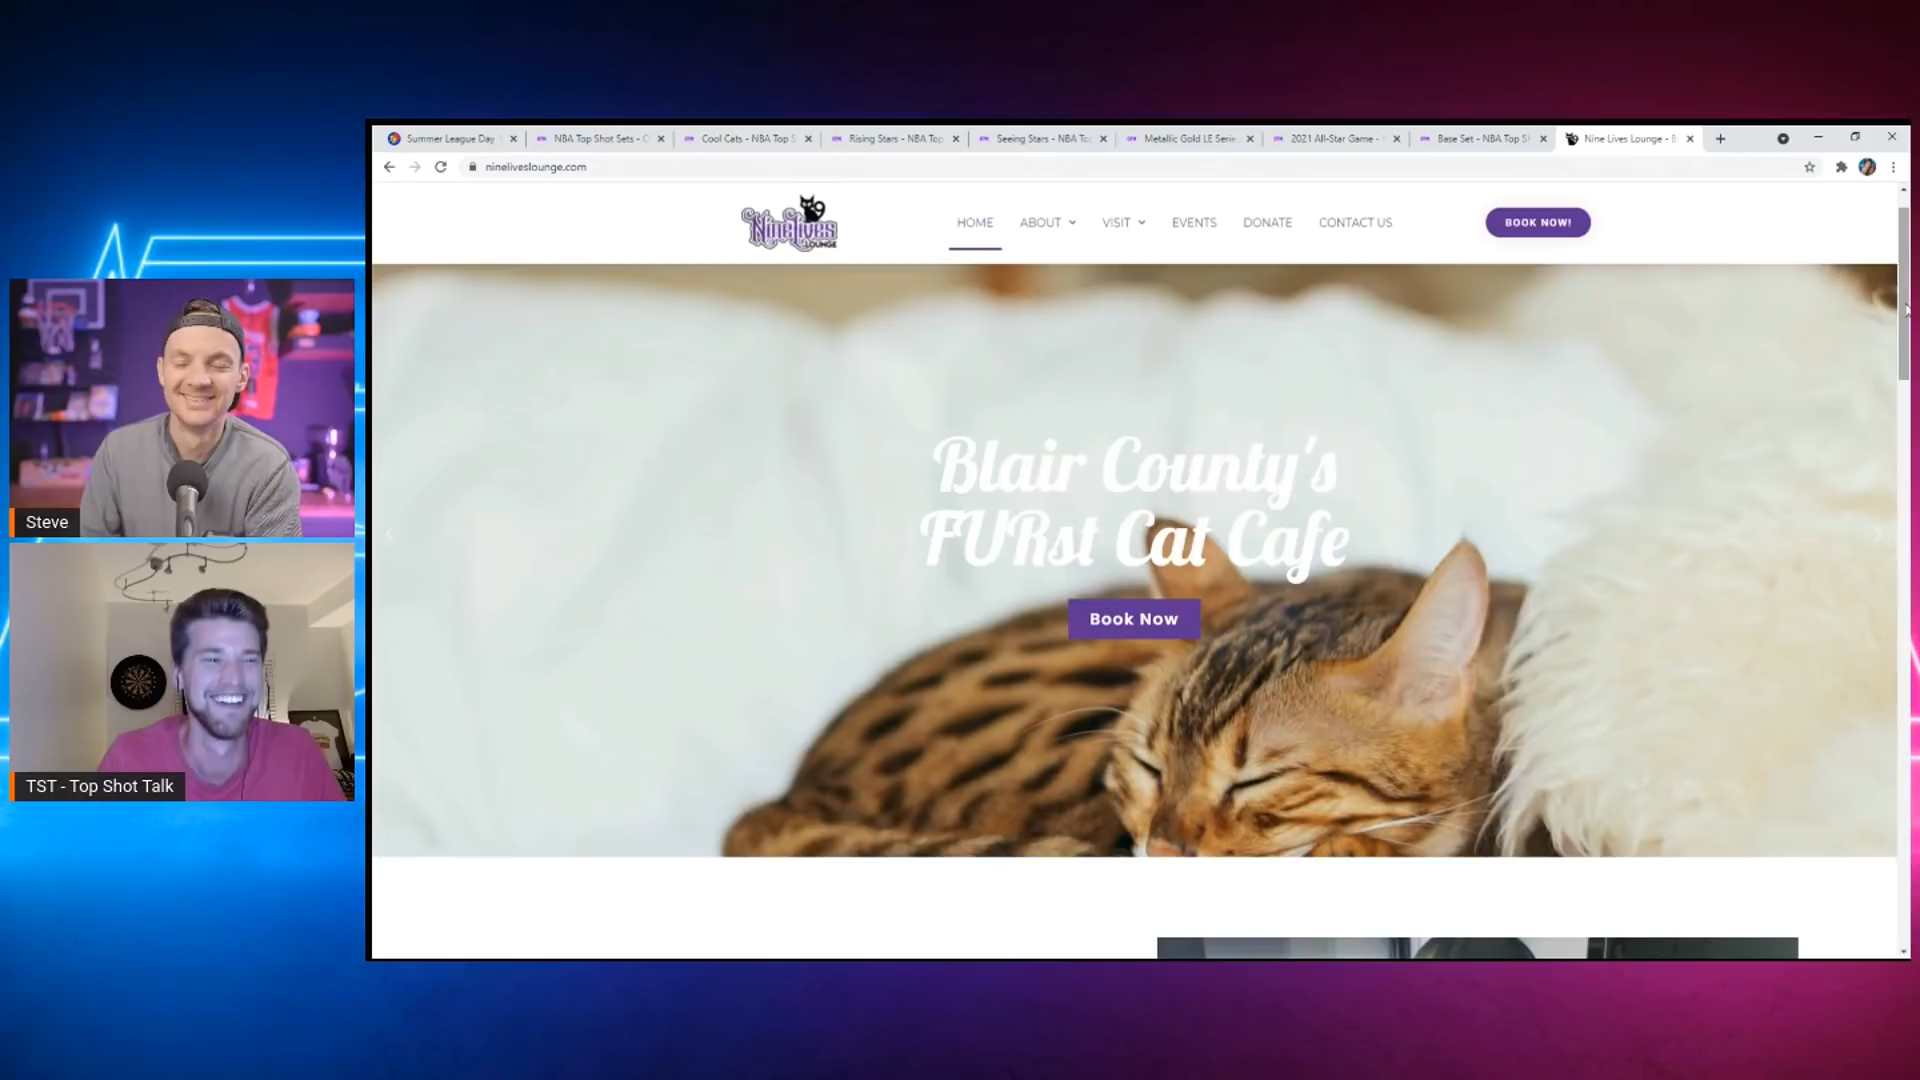 Summer League Day
NBA Top Shot Sets - C
Cool Cats - NBA Top S
Rising Stars - NBA Top
Seeing Stars - NBA To
Metallic Gold LE Serie
2021 All-Star Game -
Base Set - NBA Top S
Nine Lives Lounge - B
nineliveslounge.com
NineLives
LOUNGE
HOME
ABOUT
VISIT
EVENTS
DONATE
CONTACT US
BOOK NOW!
Blair County's
FURst Cat Cafe
Book Now
Steve
TST - Top Shot Talk